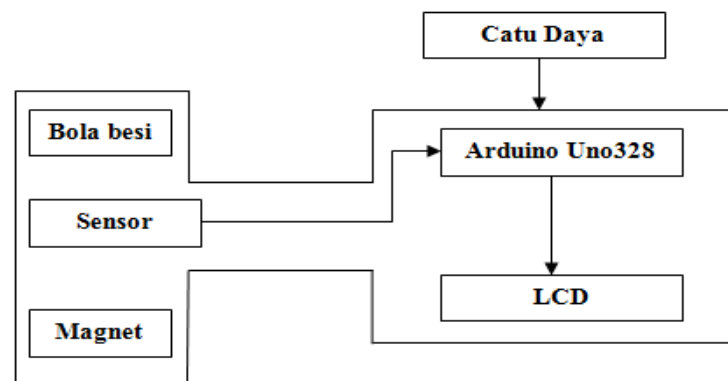 Catu Daya
Bola besi
Arduino Uno328
Sensor
LCD
Magnet